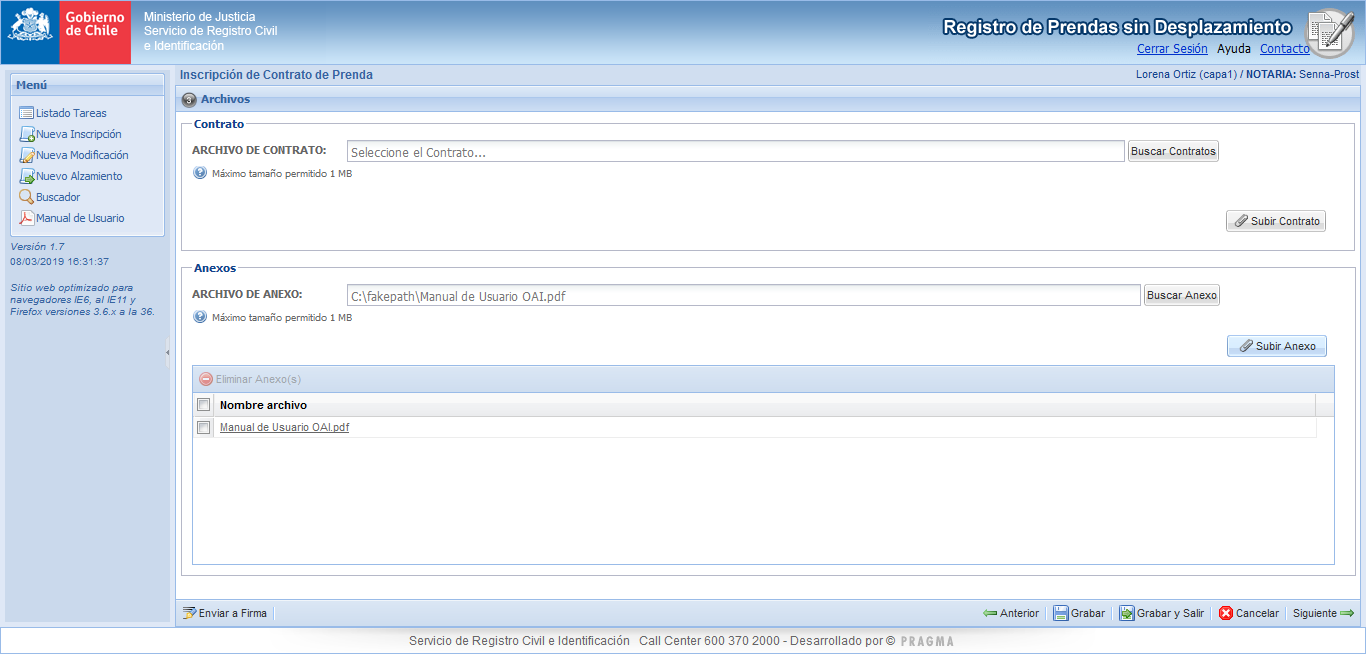 Gobierno
de Chile
Ministerio de Justicia
Servicio de Registro Civil
e Identificación
Registro de Prendas sin Desplazamiento
Cerrar Sesión Ayuda Contacto
Menú
Listado Tareas
Nueva Inscripción
Nueva Modificación
Nuevo Alzamiento
Buscador
Manual de Usuario
Versión 1.7
08/03/2019 16:31:37
Sitio web optimizado para
navegadores IE6, al IE11 y
Firefox versiones 3.6.x a la 36.
Inscripción de Contrato de Prenda
Lorena Ortiz (capa1) / NOTARIA: Senna-Prost
3 Archivos
Contrato
ARCHIVO DE CONTRATO: Seleccione el Contrato... Buscar Contratos
Máximo tamaño permitido 1 MB
Subir Contrato
Anexos
ARCHIVO DE ANEXO: C:\fakepath\Manual de Usuario OAI.pdf Buscar Anexo
Máximo tamaño permitido 1 MB
Subir Anexo
Eliminar Anexo(s)
Nombre archivo
Manual de Usuario OAI.pdf
Enviar a Firma Anterior Grabar Grabar y Salir Cancelar Siguiente
Servicio de Registro Civil e Identificación Call Center 600 370 2000 - Desarrollado por © PRAGMA